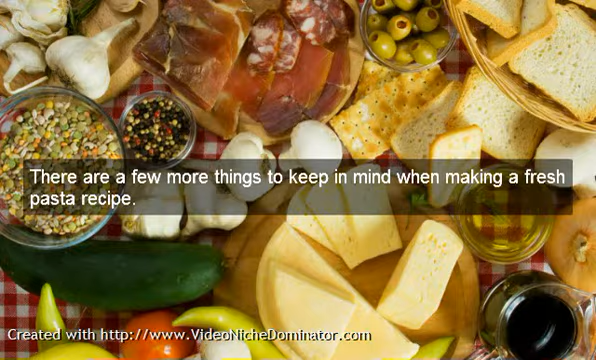 There are a few more things to keep in mind when making a fresh
pasta recipe.
Created with http://www.VideoNicheDominator.com